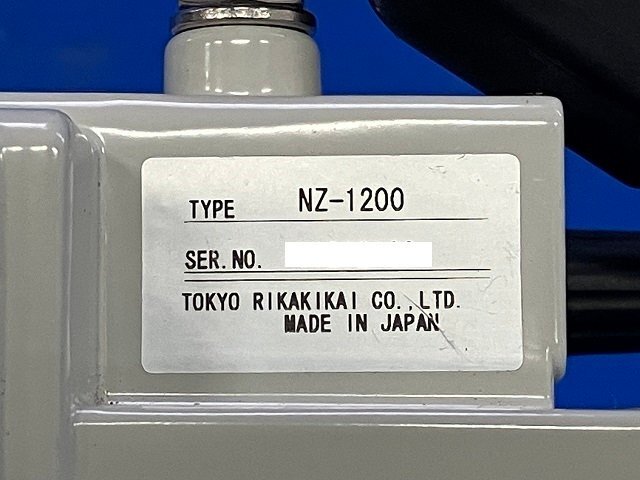 TYPE NZ-1200
SER. NO.
TOKYO RIKAKIKAI CO., LTD.
MADE IN JAPAN